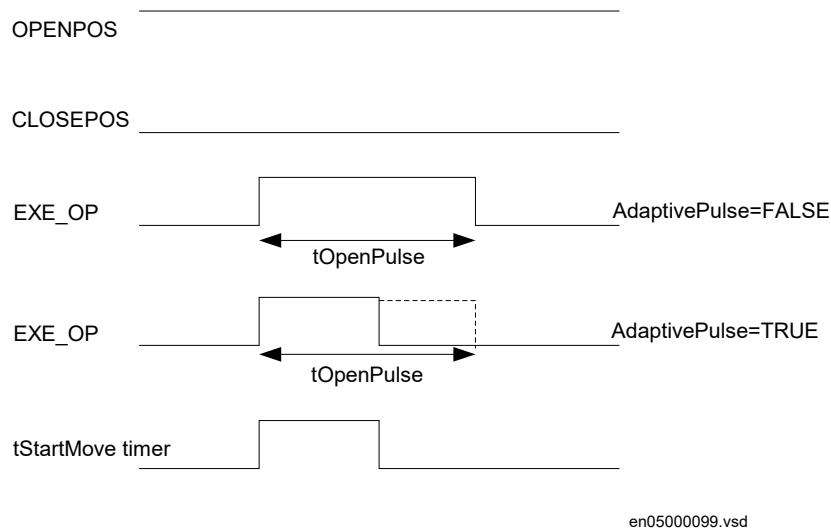 OPENPOS
CLOSEPOS
EXE_OP
AdaptivePulse=FALSE
tOpenPulse
EXE_OP
AdaptivePulse=TRUE
tOpenPulse
tStartMove timer
en05000099.vsd